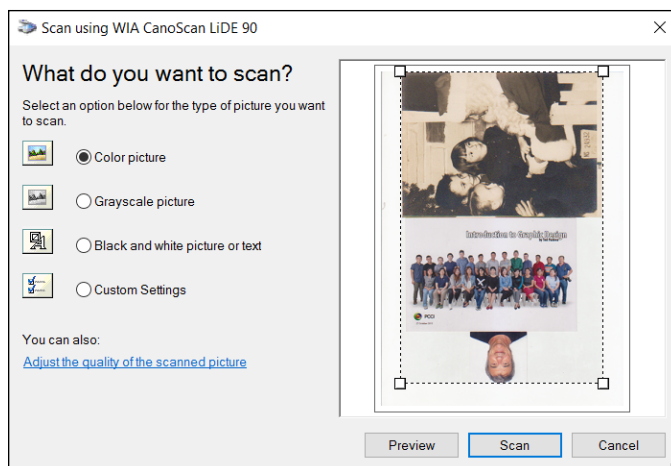 Scan using WIA CanoScan LiDE 90
What do you want to scan?
Select an option below for the type of picture you want
to scan.
Color picture
Grayscale picture
Black and white picture or text
Custom Settings
You can also:
Adjust the quality of the scanned picture
Introduction to Graphic Design
PCCI
Preview
Scan
Cancel